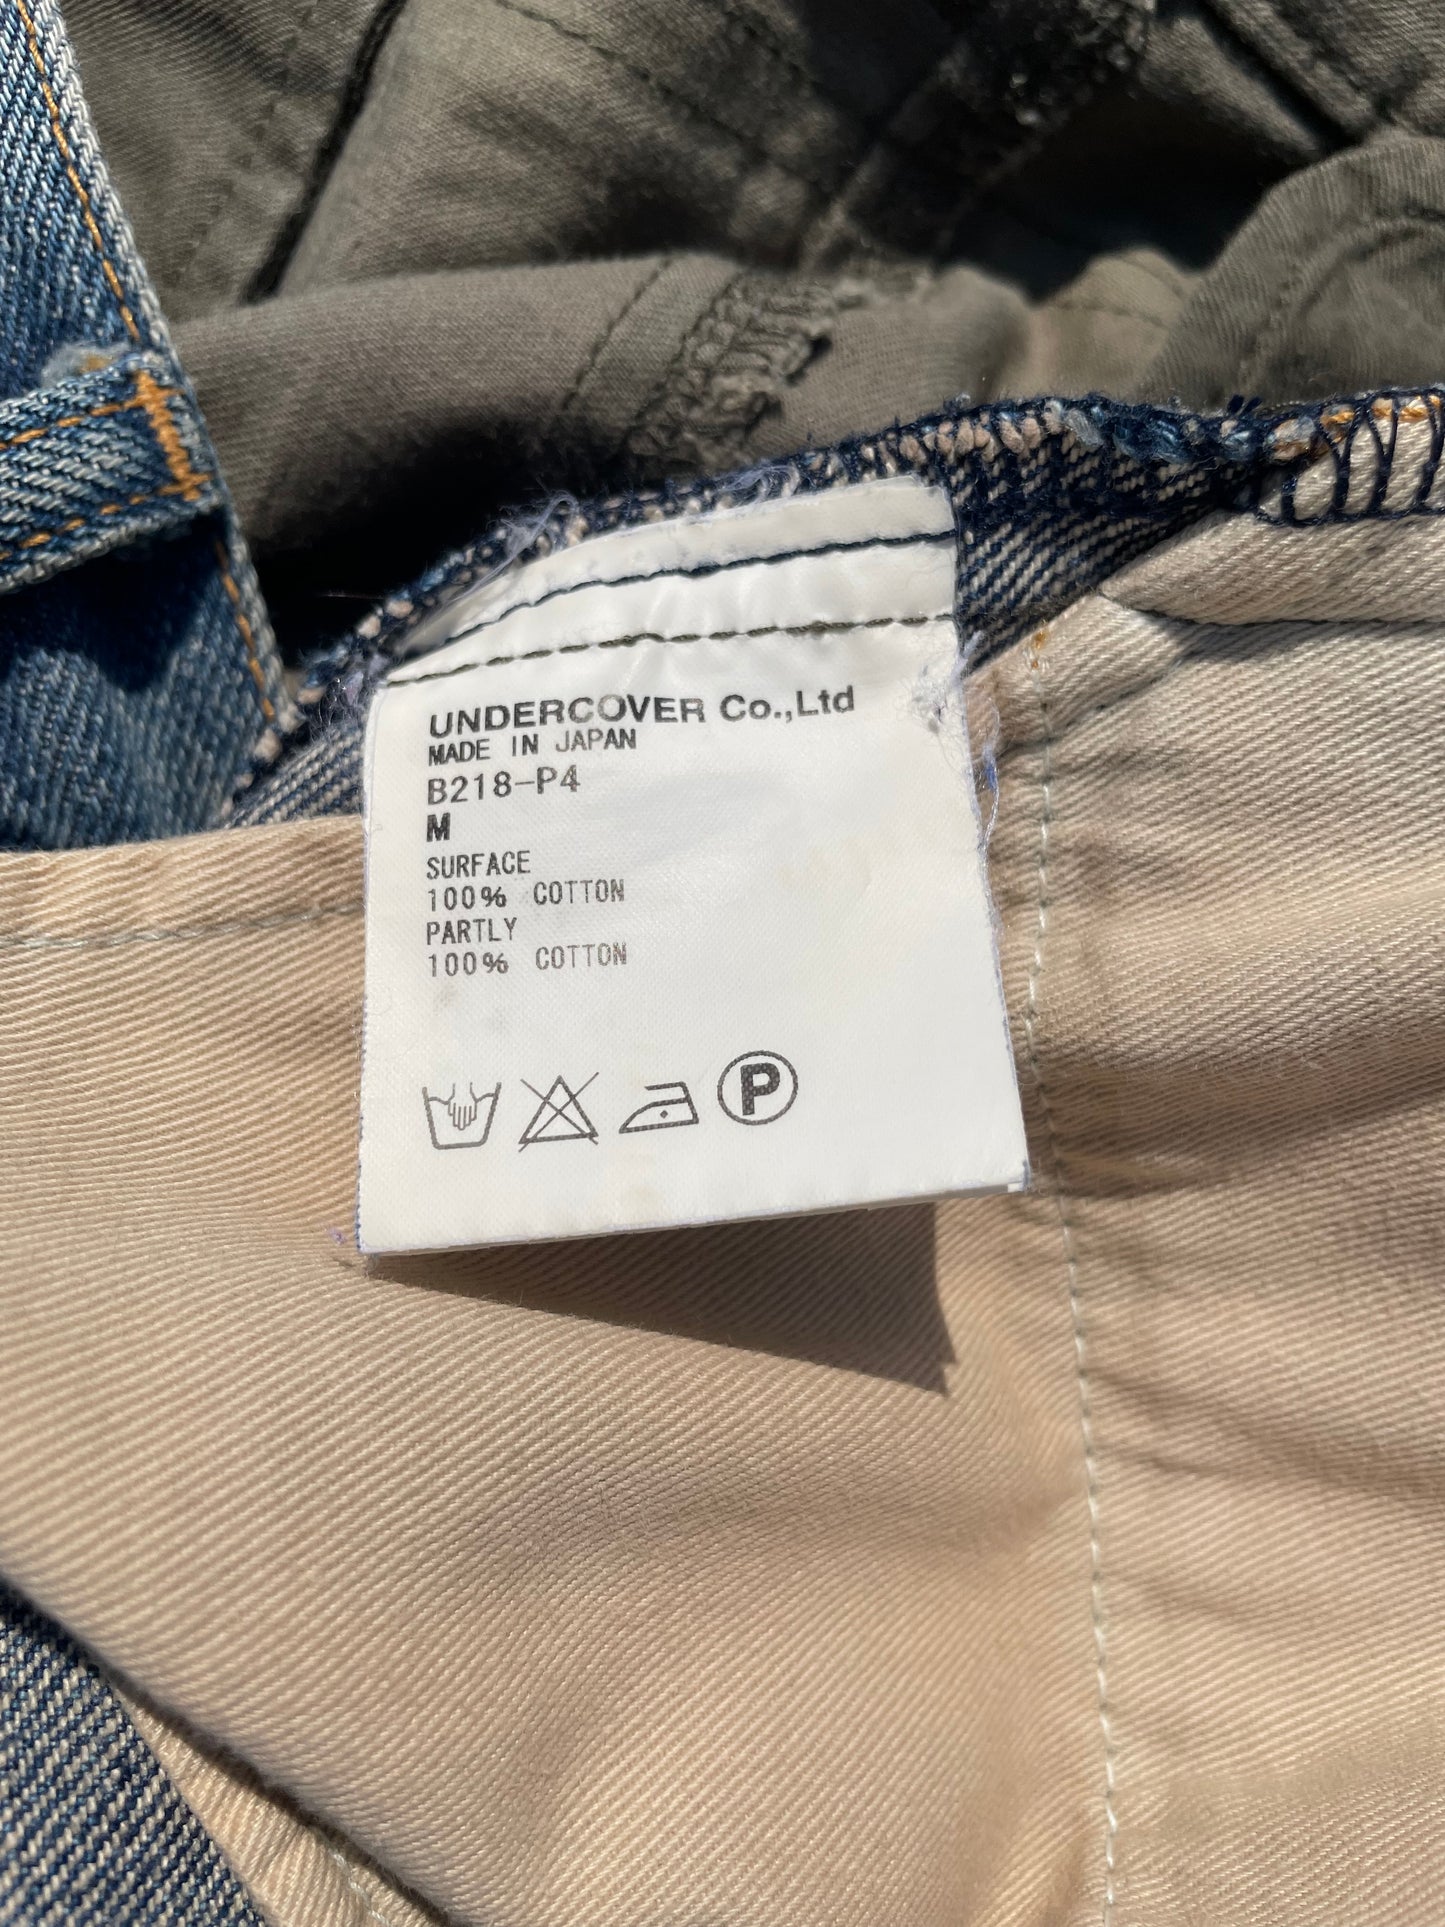 UNDERCOVER Co.,Ltd
MADE IN JAPAN
B218-P4
M
SURFACE
100% COTTON
PARTLY
100% COTTON
P